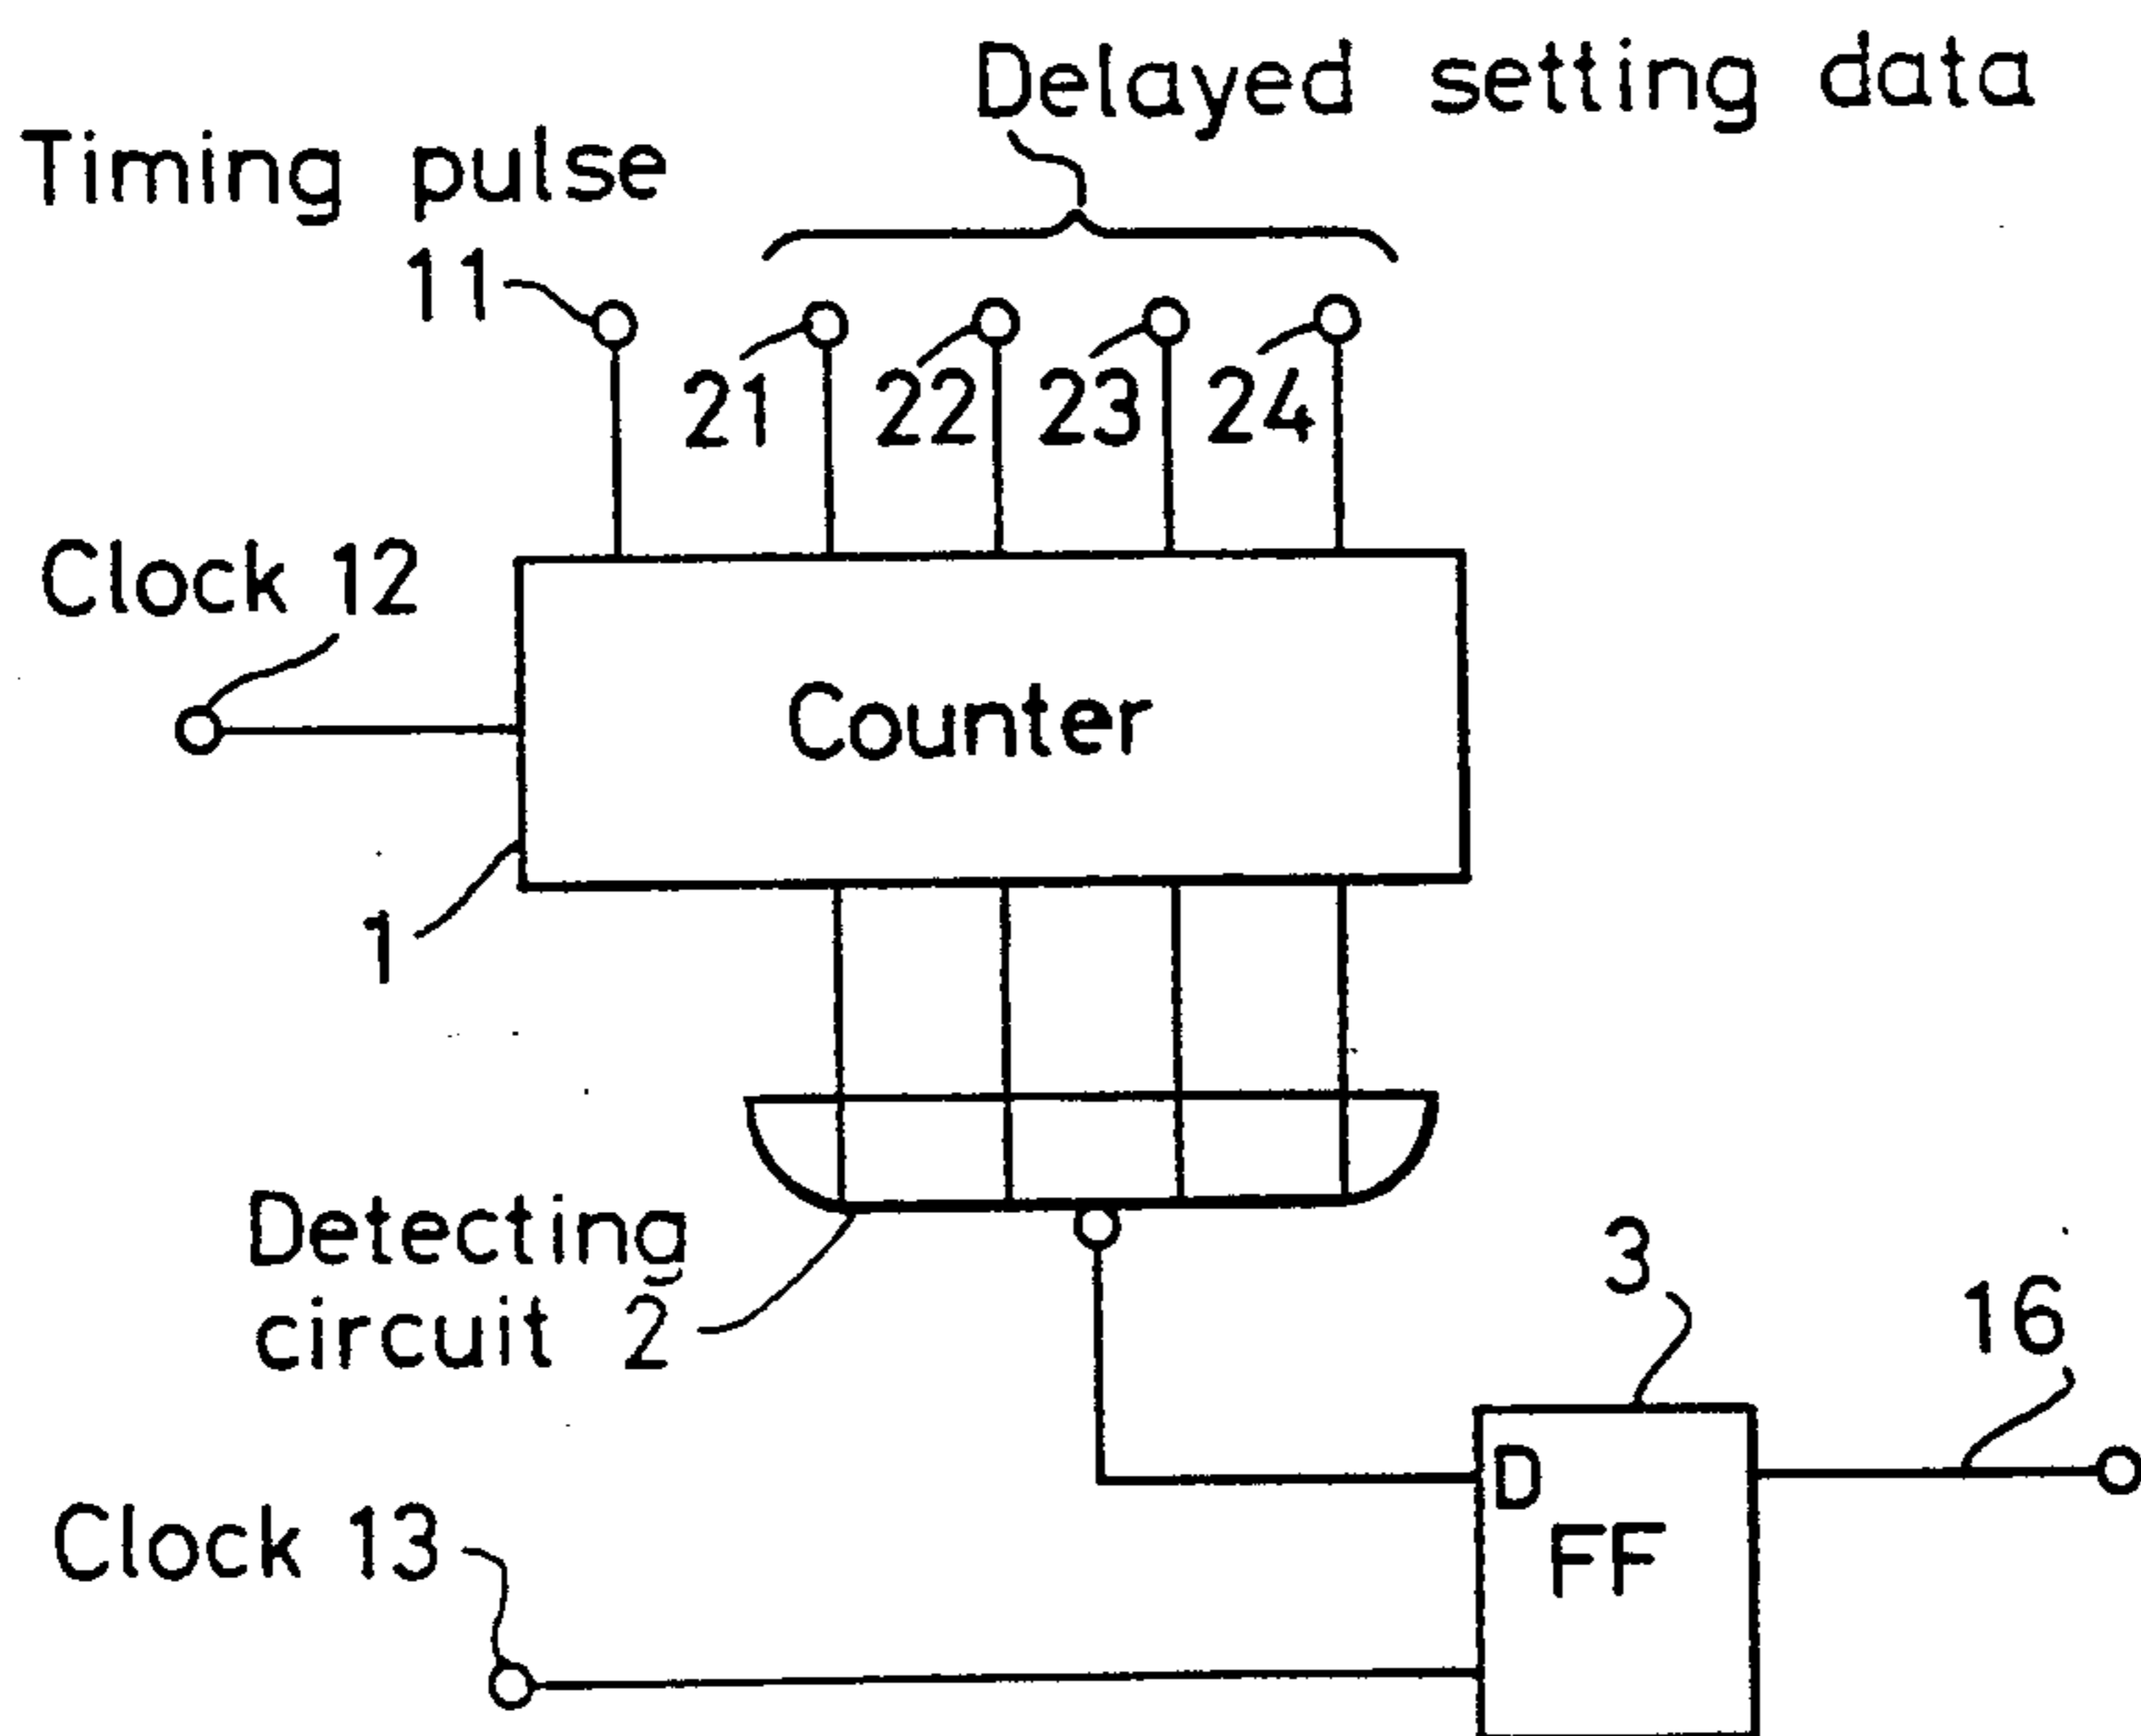 Delayed setting data
Timing pulse
11
21
22
23
24
Clock 12
Counter
1
Detecting
circuit 2
3
16
D
FF
Clock 13